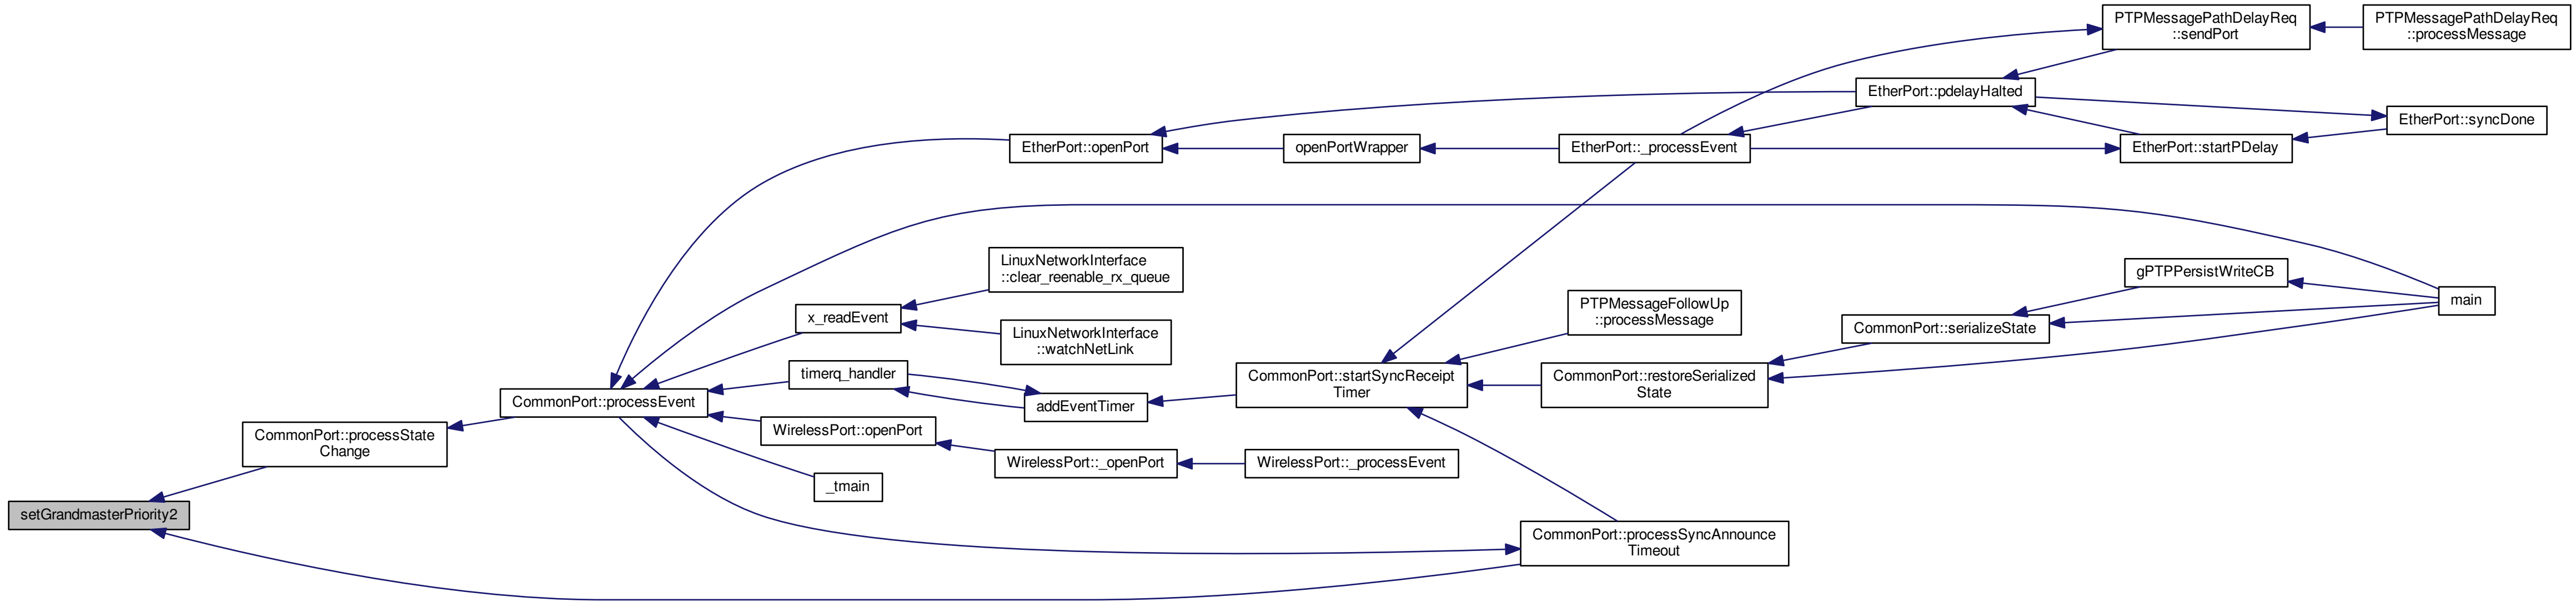 PTPMessagePathDelayReq
::sendPort
PTPMessagePathDelayReq
::processMessage
EtherPort::pdelayHalted
EtherPort::syncDone
EtherPort::openPort
openPortWrapper
EtherPort::_processEvent
EtherPort::startPDelay
LinuxNetworkInterface
::clear_reenable_rx_queue
gPTPPersistWriteCB
main
x_readEvent
PTPMessageFollowUp
::processMessage
LinuxNetworkInterface
::watchNetLink
CommonPort::serializeState
timerq_handler
CommonPort::startSyncReceipt
Timer
CommonPort::restoreSerialized
State
CommonPort::processEvent
addEventTimer
WirelessPort::openPort
CommonPort::processState
Change
WirelessPort::_openPort
WirelessPort::_processEvent
_tmain
setGrandmasterPriority2
CommonPort::processSyncAnnounce
Timeout